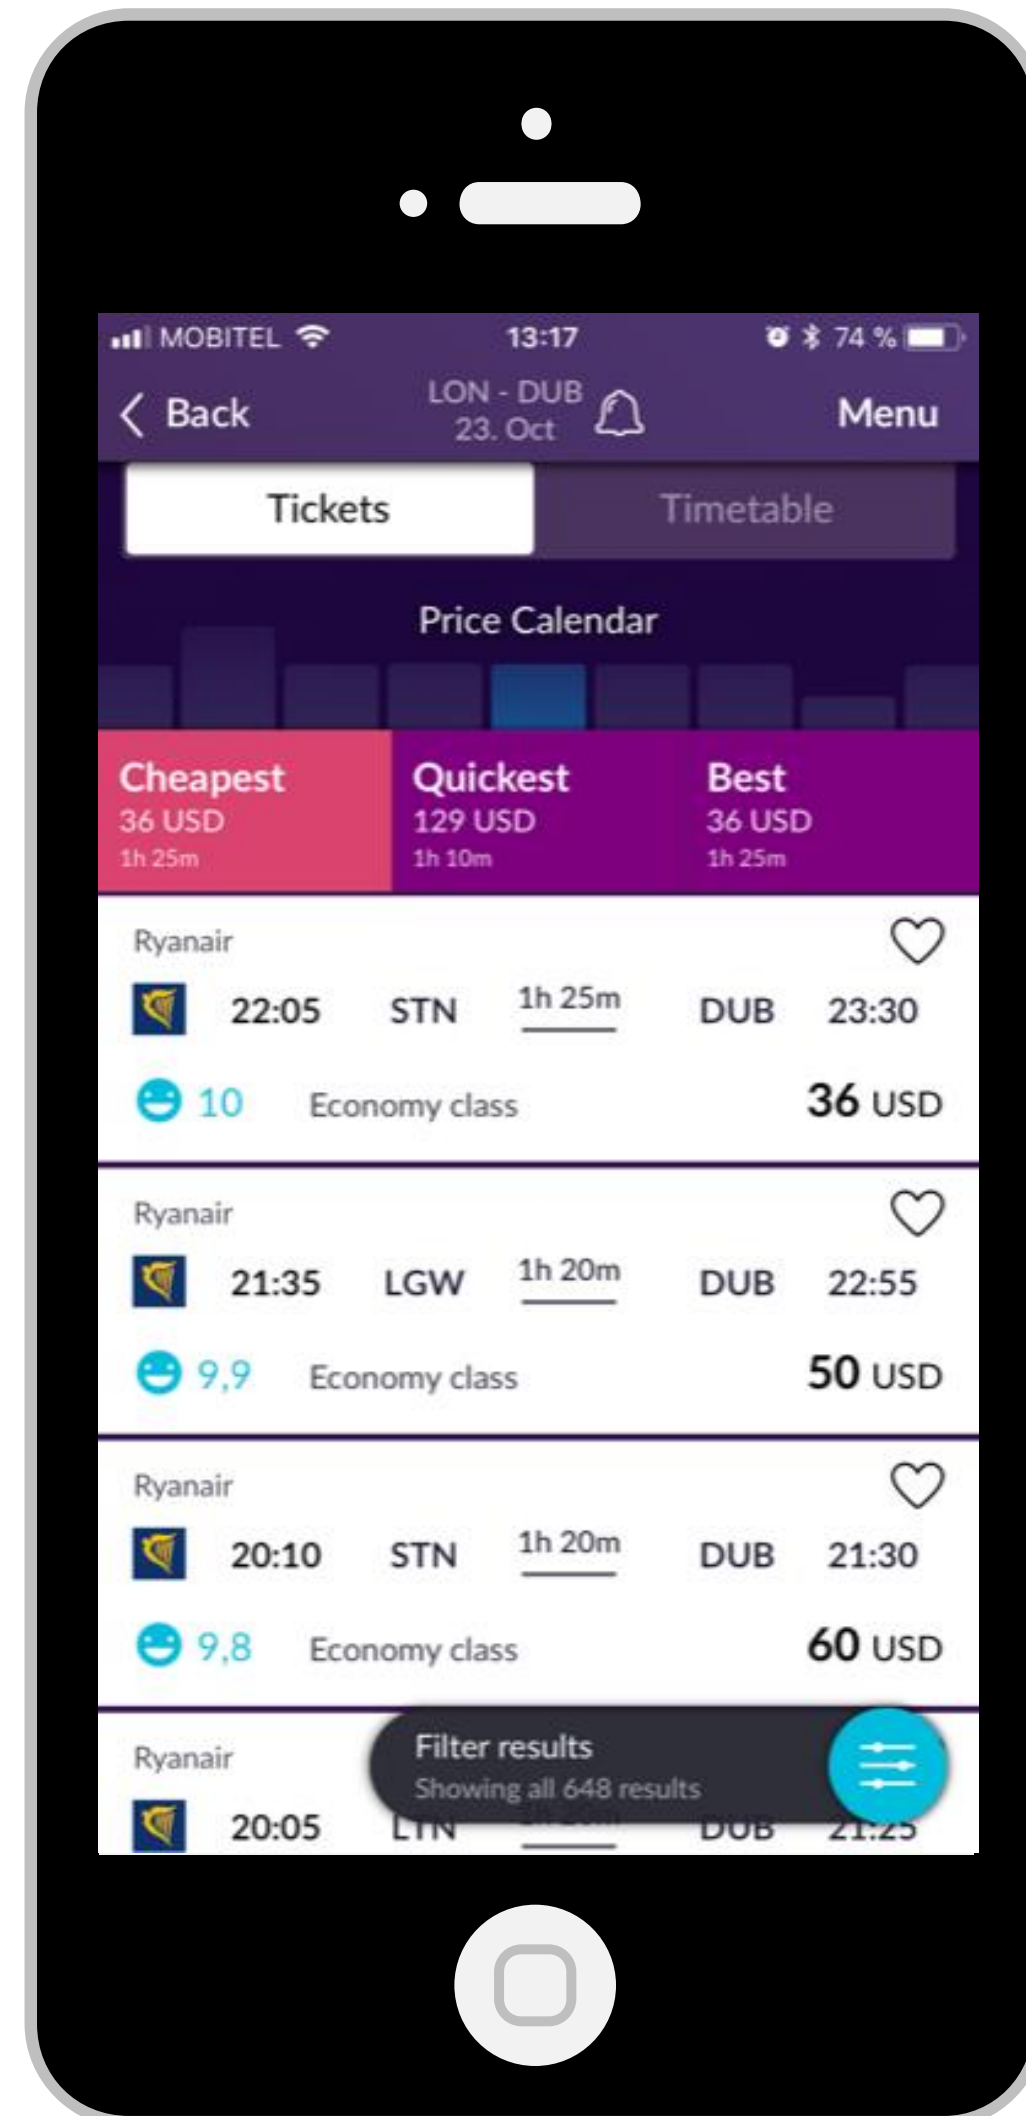 MOBITEL 13:17 74 %
Back LON - DUB Menu
23. Oct
Tickets Timetable
Price Calendar
Cheapest Quickest Best
36 USD 129 USD 36 USD
1h 25m 1h 10m 1h 25m
Ryanair
22:05 STN 1h 25m DUB 23:30
10 Economy class 36 USD
Ryanair
21:35 LGW 1h 20m DUB 22:55
9,9 Economy class 50 USD
Ryanair
20:10 STN 1h 20m DUB 21:30
9,8 Economy class 60 USD
Filter results
Ryanair
Showing all 648 results
20:05 LTN DUB 21:25